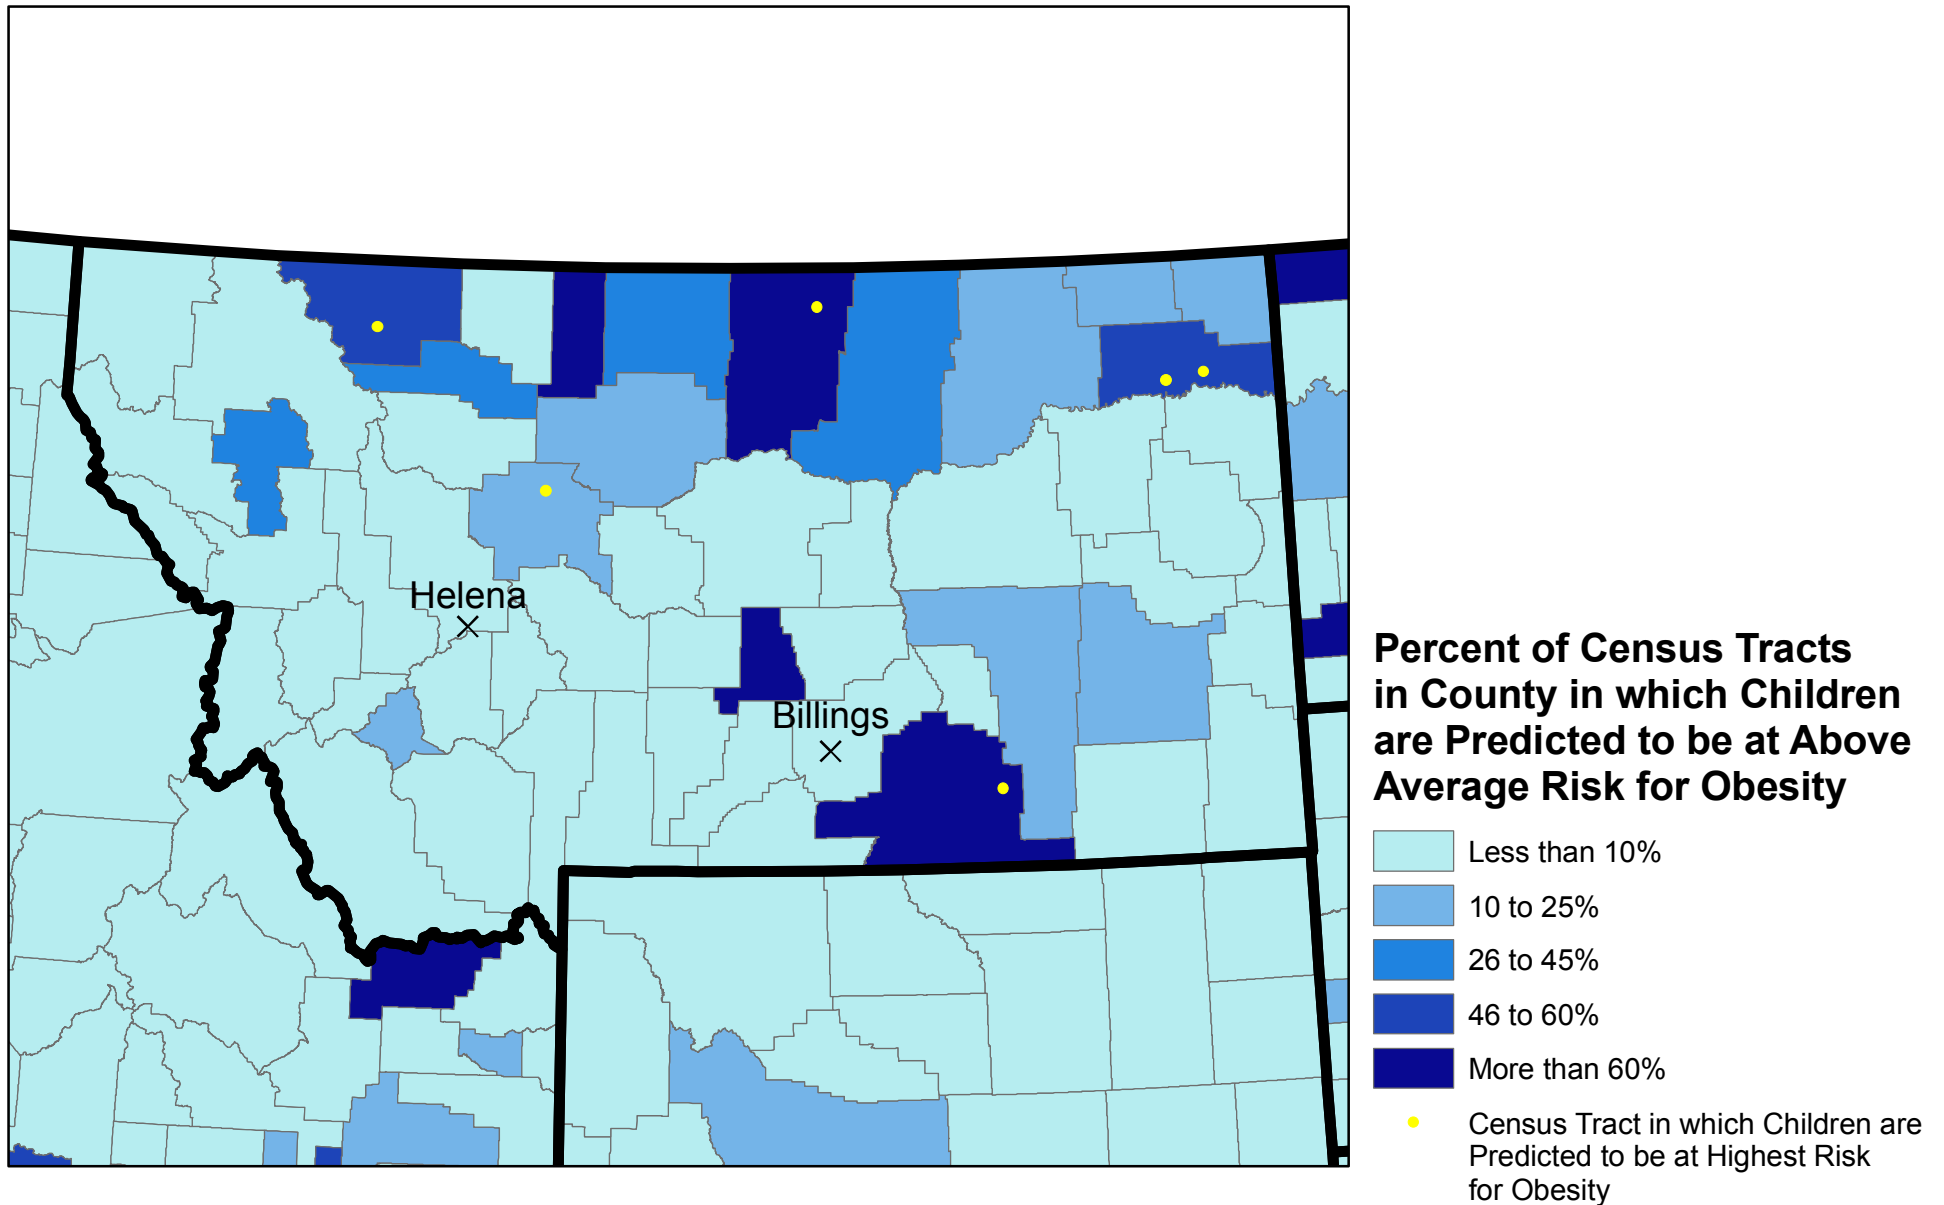 Helena
Billings
Percent of Census Tracts
in County in which Children
are Predicted to be at Above
Average Risk for Obesity
Less than 10%
10 to 25%
26 to 45%
46 to 60%
More than 60%
Census Tract in which Children are
Predicted to be at Highest Risk
for Obesity